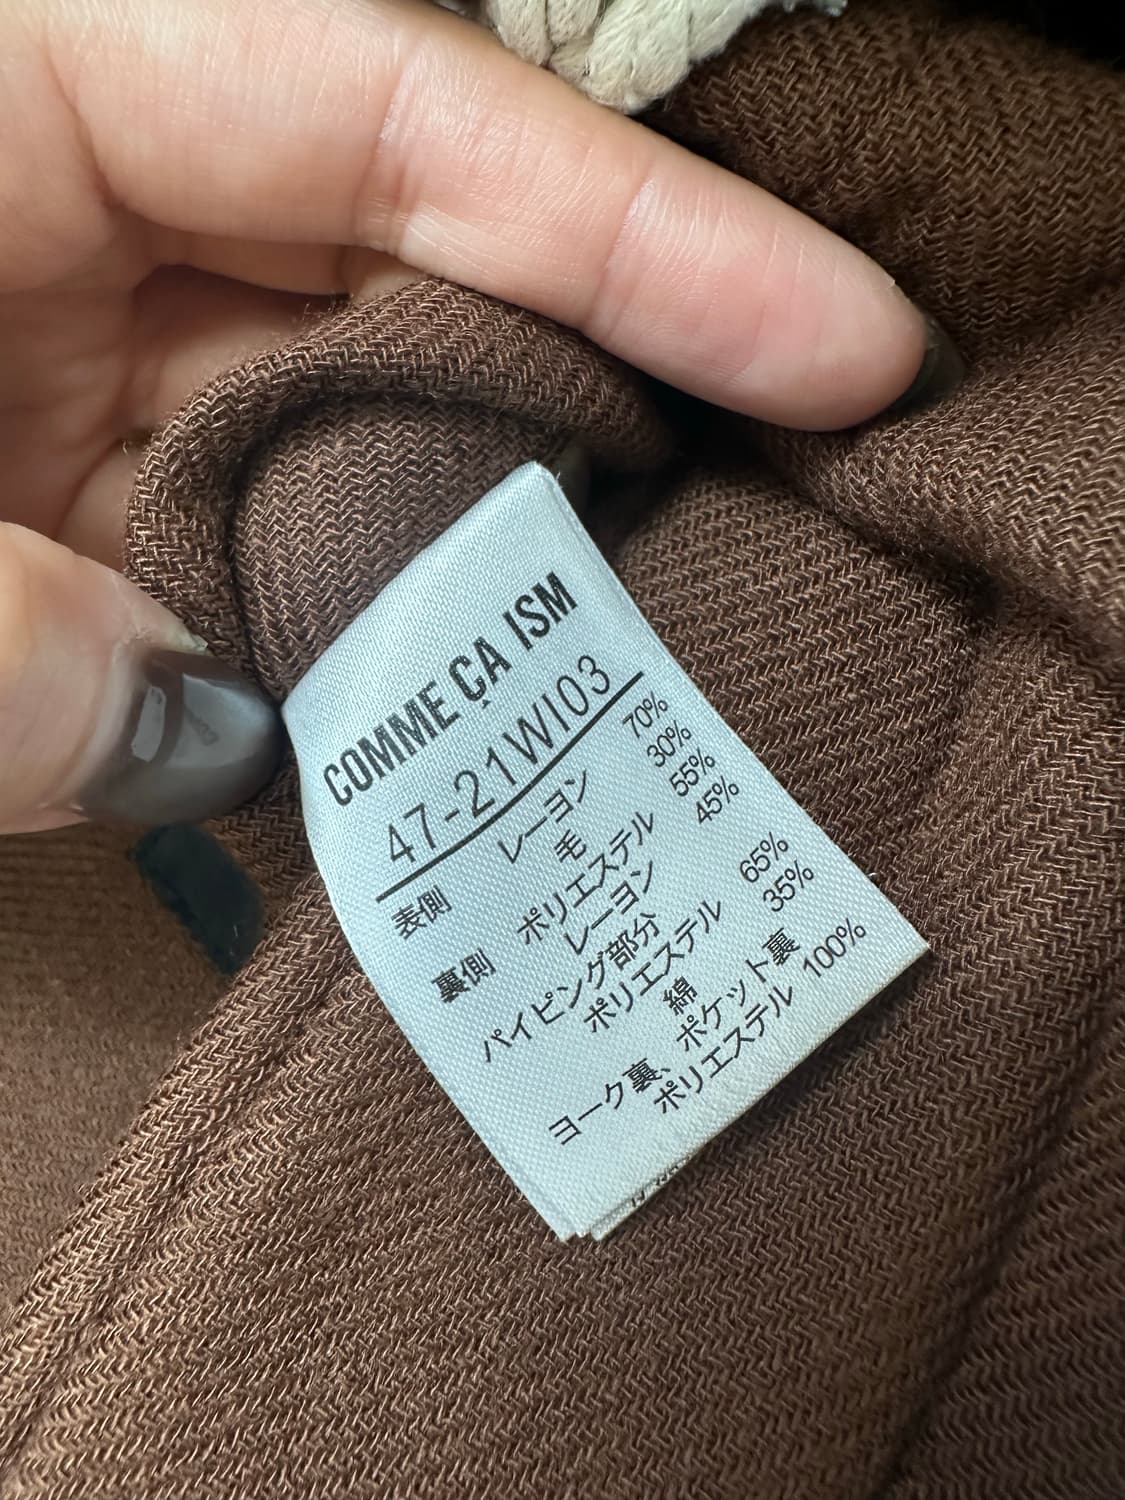 COMME ÇA ISM
47-21WI03
表側 レーヨン 70%
毛 30%
裏側 ポリエステル 55%
レーヨン 45%
パイピング部分
ポリエステル 65%
綿 35%
ヨーク裏、ポケット裏
ポリエステル 100%